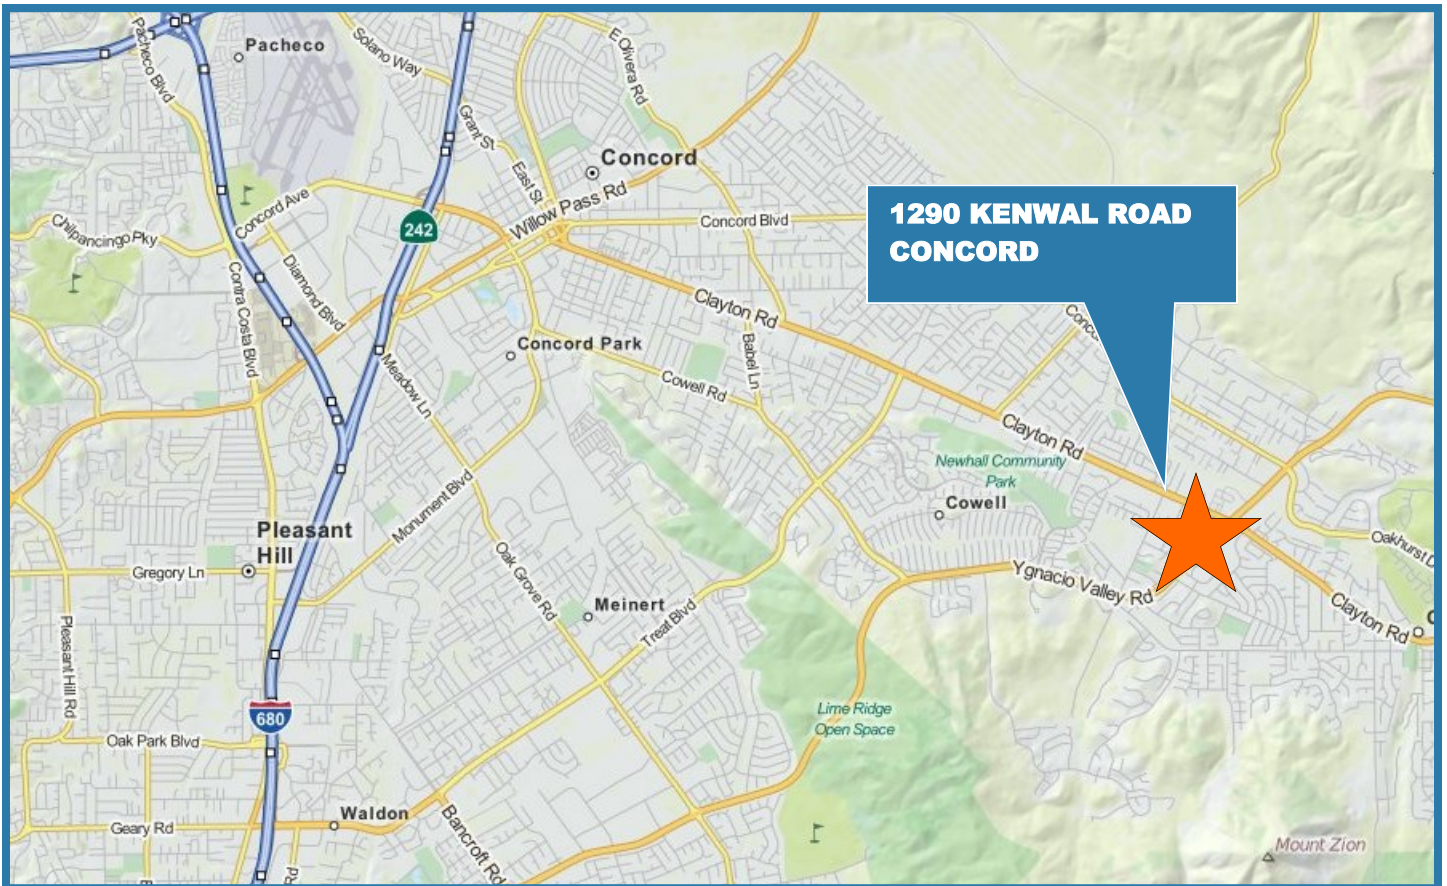 Pacheco
Pacheco Blvd
Solano Way
E Olivera Rd
Grant St
East St
Concord
Willow Pass Rd
Concord Ave
Concord Blvd
Chilpancingo Pky
242
1290 KENWAL ROAD
CONCORD
Contra Costa Blvd
Diamond Blvd
Clayton Rd
Concord Park
Babel Ln
Meadow Ln
Cowell Rd
Clayton Rd
Newhall Community
Park
Cowell
Monument Blvd
Pleasant
Hill
Gregory Ln
Oak Grove Rd
Ygnacio Valley Rd
Oakhurst D
Meinert
Treat Blvd
Clayton Rd
Pleasant Hill Rd
680
Lime Ridge
Open Space
Oak Park Blvd
Waldon
Geary Rd
Bancroft Rd
Mount Zion
Rd